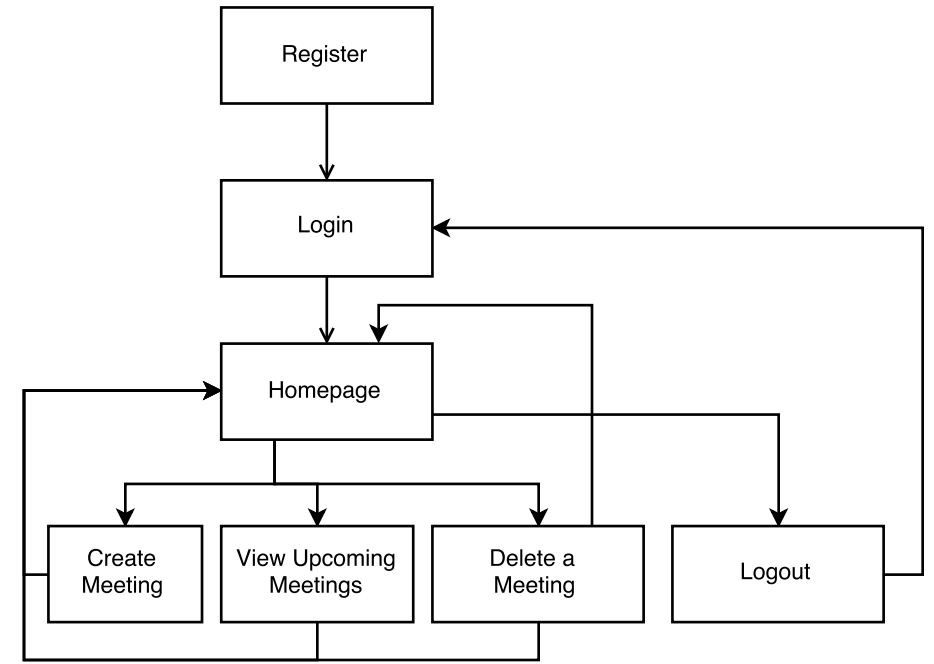 Register
Login
Homepage
Create
Meeting
View Upcoming
Meetings
Delete a
Meeting
Logout